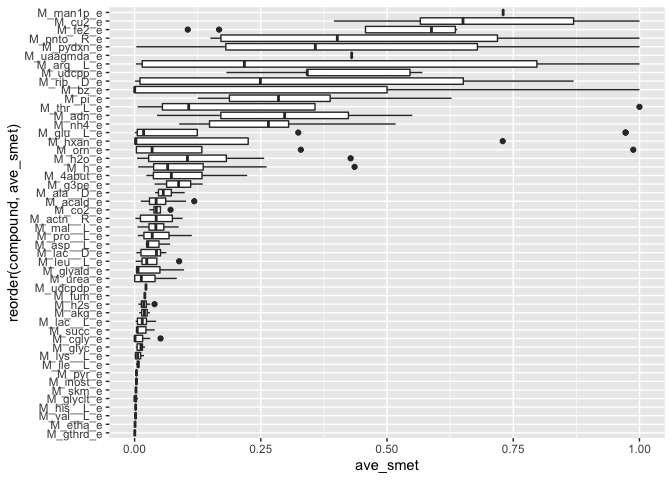 M_man1p_e
M_cu2_e
M_fe2_e
M_pnto__R_e
M_pydxn_e
M_uaagmda_e
M_arg__L_e
M_udcpp_e
M_rib__D_e
M_bz_e
M_pi_e
M_thr__L_e
M_adn_e
M_nh4_e
M_glu__L_e
M_hxan_e
M_orn_e
M_h2o_e
M_h_e
M_4abut_e
M_g3pe_e
M_ala__D_e
M_acald_e
M_co2_e
M_actn__R_e
M_mal__L_e
M_pro__L_e
M_asp__L_e
M_lac__D_e
M_leu__L_e
M_glyald_e
M_urea_e
M_udcpdp_e
M_fum_e
M_h2s_e
M_akg_e
M_lac__L_e
M_succ_e
M_cgly_e
M_glyc_e
M_lys__L_e
M_ile__L_e
M_pyr_e
M_inost_e
M_skm_e
M_glyclt_e
M_his__L_e
M_val__L_e
M_etha_e
M_gthrd_e
reorder(compound, ave_smet)
0.00 0.25 0.50 0.75 1.00
ave_smet